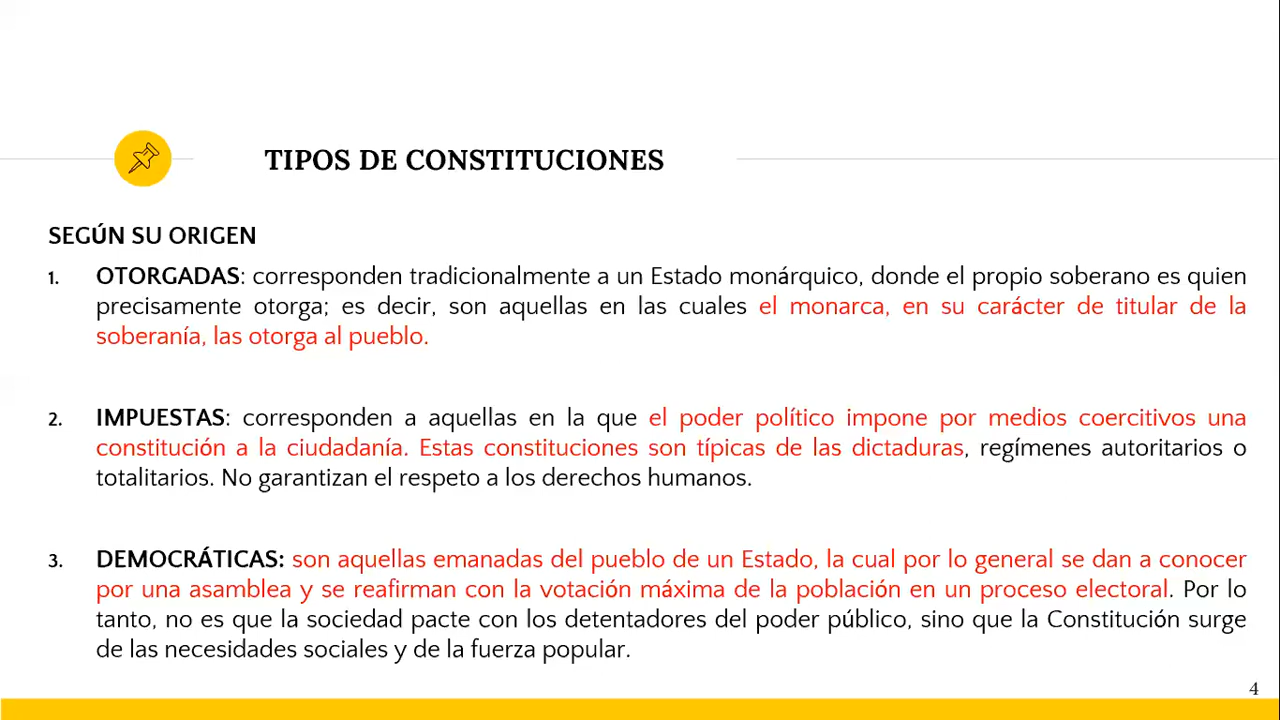 TIPOS DE CONSTITUCIONES
SEGÚN SU ORIGEN
1. OTORGADAS: corresponden tradicionalmente a un Estado monárquico, donde el propio soberano es quien
precisamente otorga; es decir, son aquellas en las cuales el monarca, en su carácter de titular de la
soberanía, las otorga al pueblo.
2. IMPUESTAS: corresponden a aquellas en la que el poder político impone por medios coercitivos una
constitución a la ciudadanía. Estas constituciones son típicas de las dictaduras, regímenes autoritarios o
totalitarios. No garantizan el respeto a los derechos humanos.
3. DEMOCRÁTICAS: son aquellas emanadas del pueblo de un Estado, la cual por lo general se dan a conocer
por una asamblea y se reafirman con la votación máxima de la población en un proceso electoral. Por lo
tanto, no es que la sociedad pacte con los detentadores del poder público, sino que la Constitución surge
de las necesidades sociales y de la fuerza popular.
4